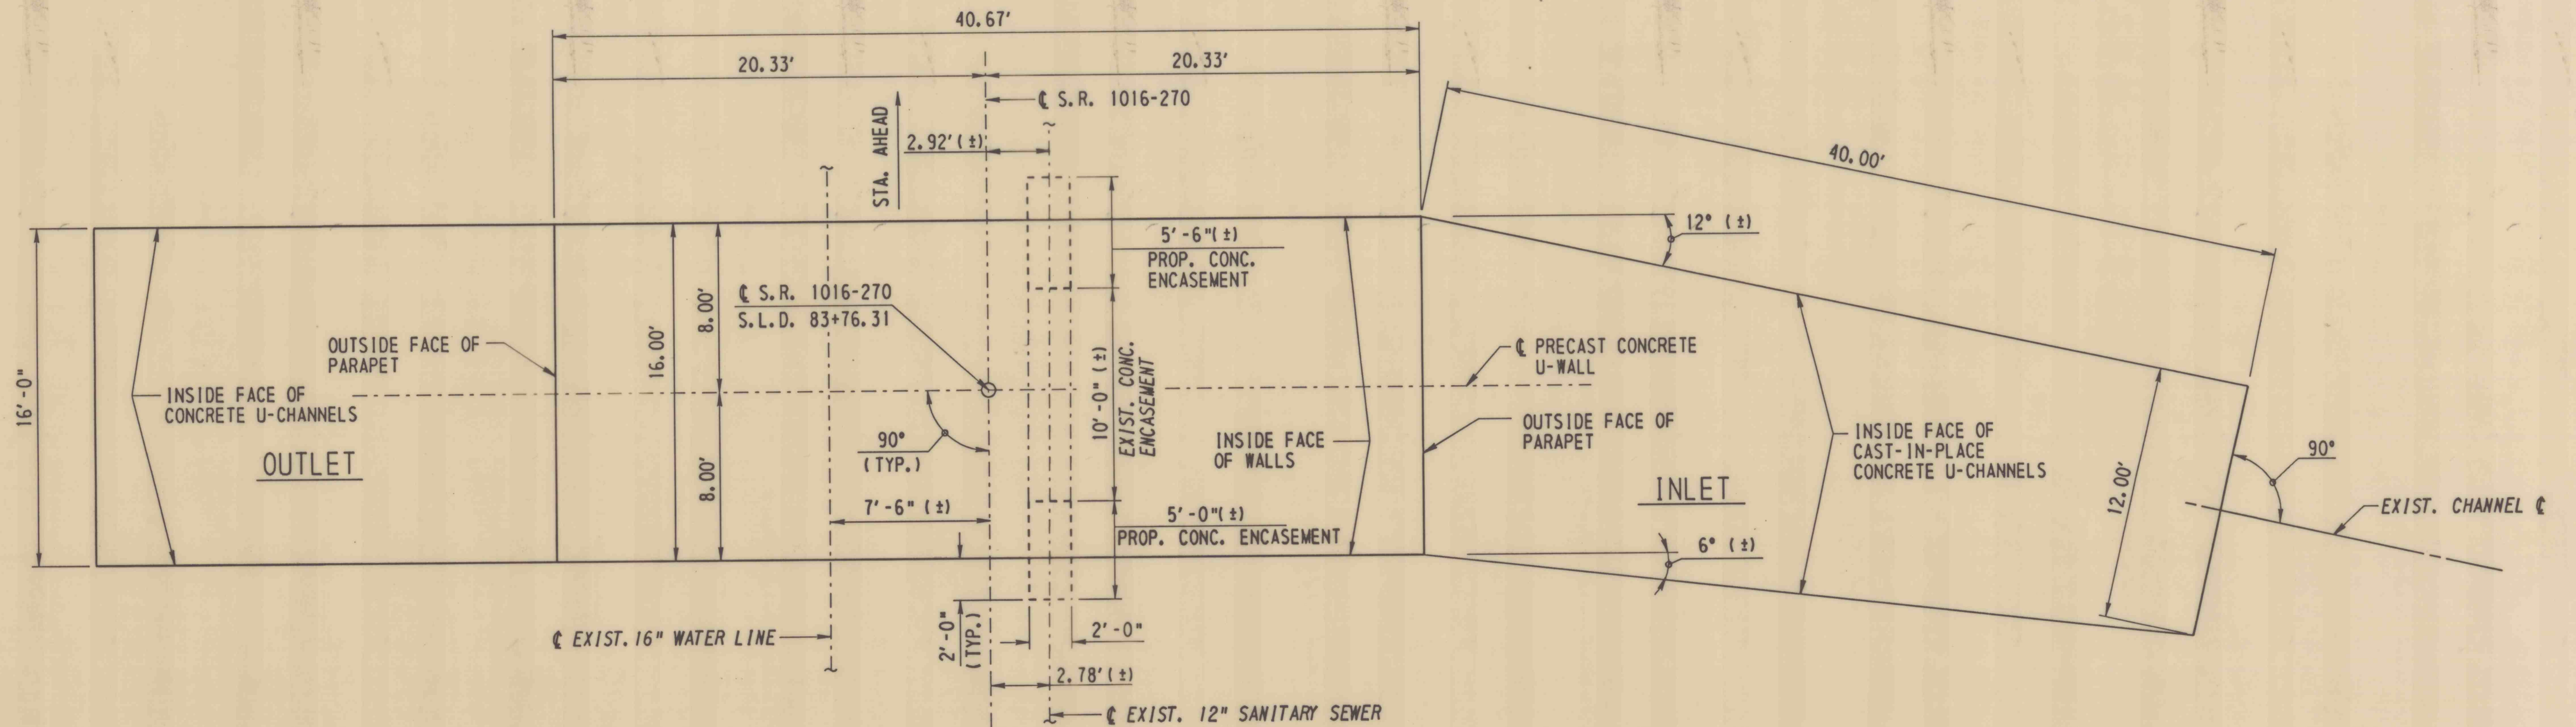 40.67'
20.33'
20.33'
℄ S.R. 1016-270
STA. AHEAD
2.92' (±)
40.00'
12° (±)
5'-6"(±)
PROP. CONC.
ENCASEMENT
℄ S.R. 1016-270
S.L.D. 83+76.31
8.00'
16.00'
8.00'
OUTSIDE FACE OF
PARAPET
16'-0"
INSIDE FACE OF
CONCRETE U-CHANNELS
OUTLET
90°
(TYP.)
7'-6" (±)
10'-0" (±)
EXIST. CONC.
ENCASEMENT
5'-0"(±)
PROP. CONC. ENCASEMENT
INSIDE FACE
OF WALLS
℄ PRECAST CONCRETE
U-WALL
OUTSIDE FACE OF
PARAPET
INLET
INSIDE FACE OF
CAST-IN-PLACE
CONCRETE U-CHANNELS
12.00'
90°
EXIST. CHANNEL ℄
6° (±)
℄ EXIST. 16" WATER LINE
2'-0"
(TYP.)
2'-0"
2.78' (±)
℄ EXIST. 12" SANITARY SEWER